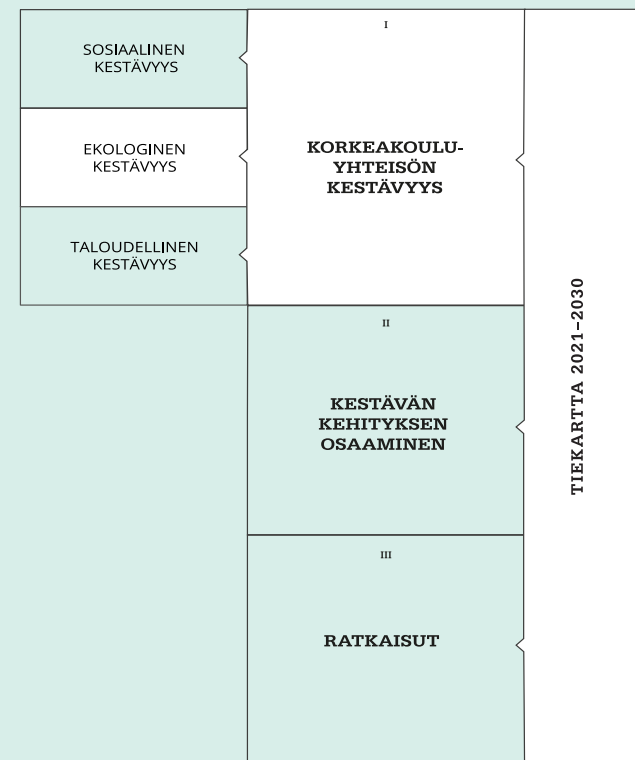 SOSIAALINEN
KESTÄVYYS
EKOLOGINEN
KESTÄVYYS
TALOUDELLINEN
KESTÄVYYS
I
KORKEAKOULU-
YHTEISÖN
KESTÄVYYS
II
KESTÄVÄN
KEHITYKSEN
OSAAMINEN
III
RATKAISUT
TIEKARTTA 2021–2030